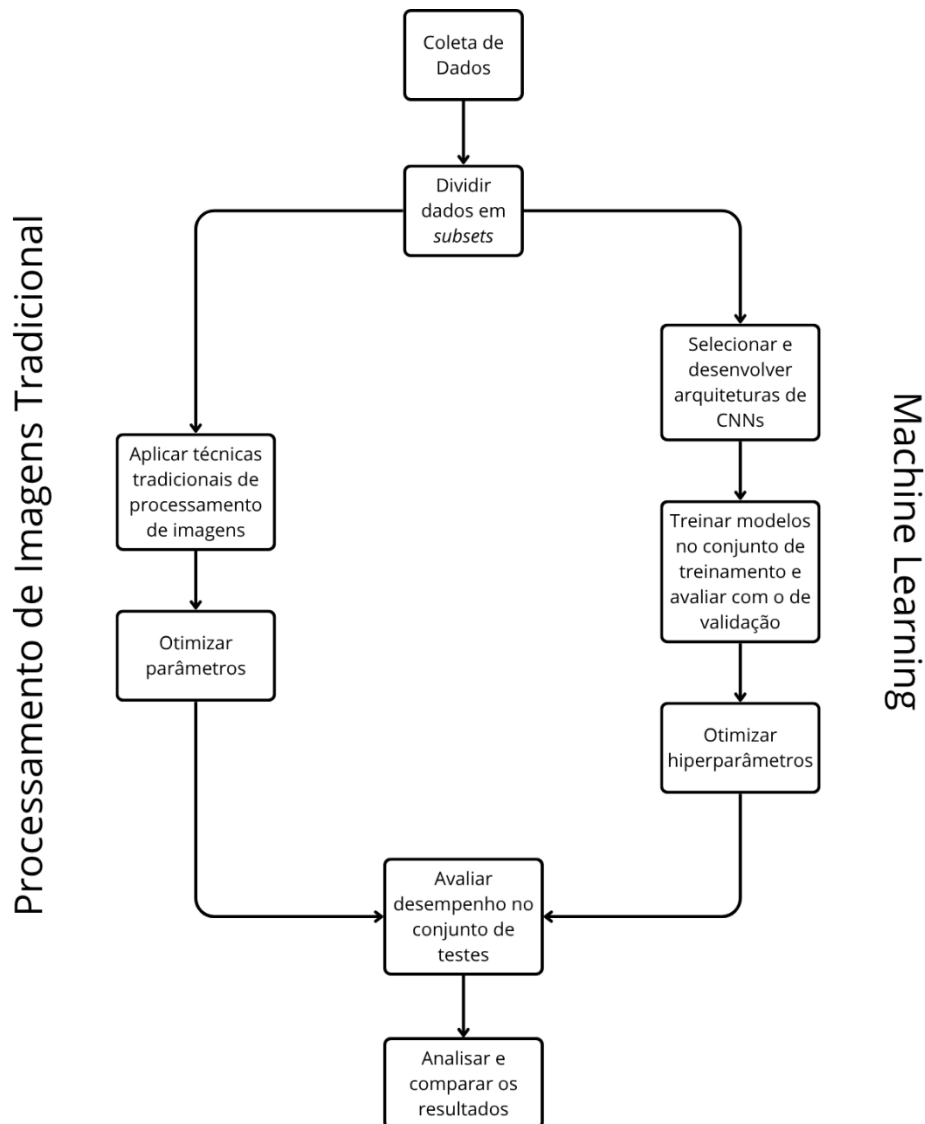 Coleta de
Dados
Dividir
dados em
subsets
Processamento de Imagens Tradicional
Aplicar técnicas
tradicionais de
processamento
de imagens
Otimizar
parâmetros
Machine Learning
Selecionar e
desenvolver
arquiteturas de
CNNs
Treinar modelos
no conjunto de
treinamento e
avaliar com o de
validação
Otimizar
hiperparâmetros
Avaliar
desempenho no
conjunto de
testes
Analisar e
comparar os
resultados